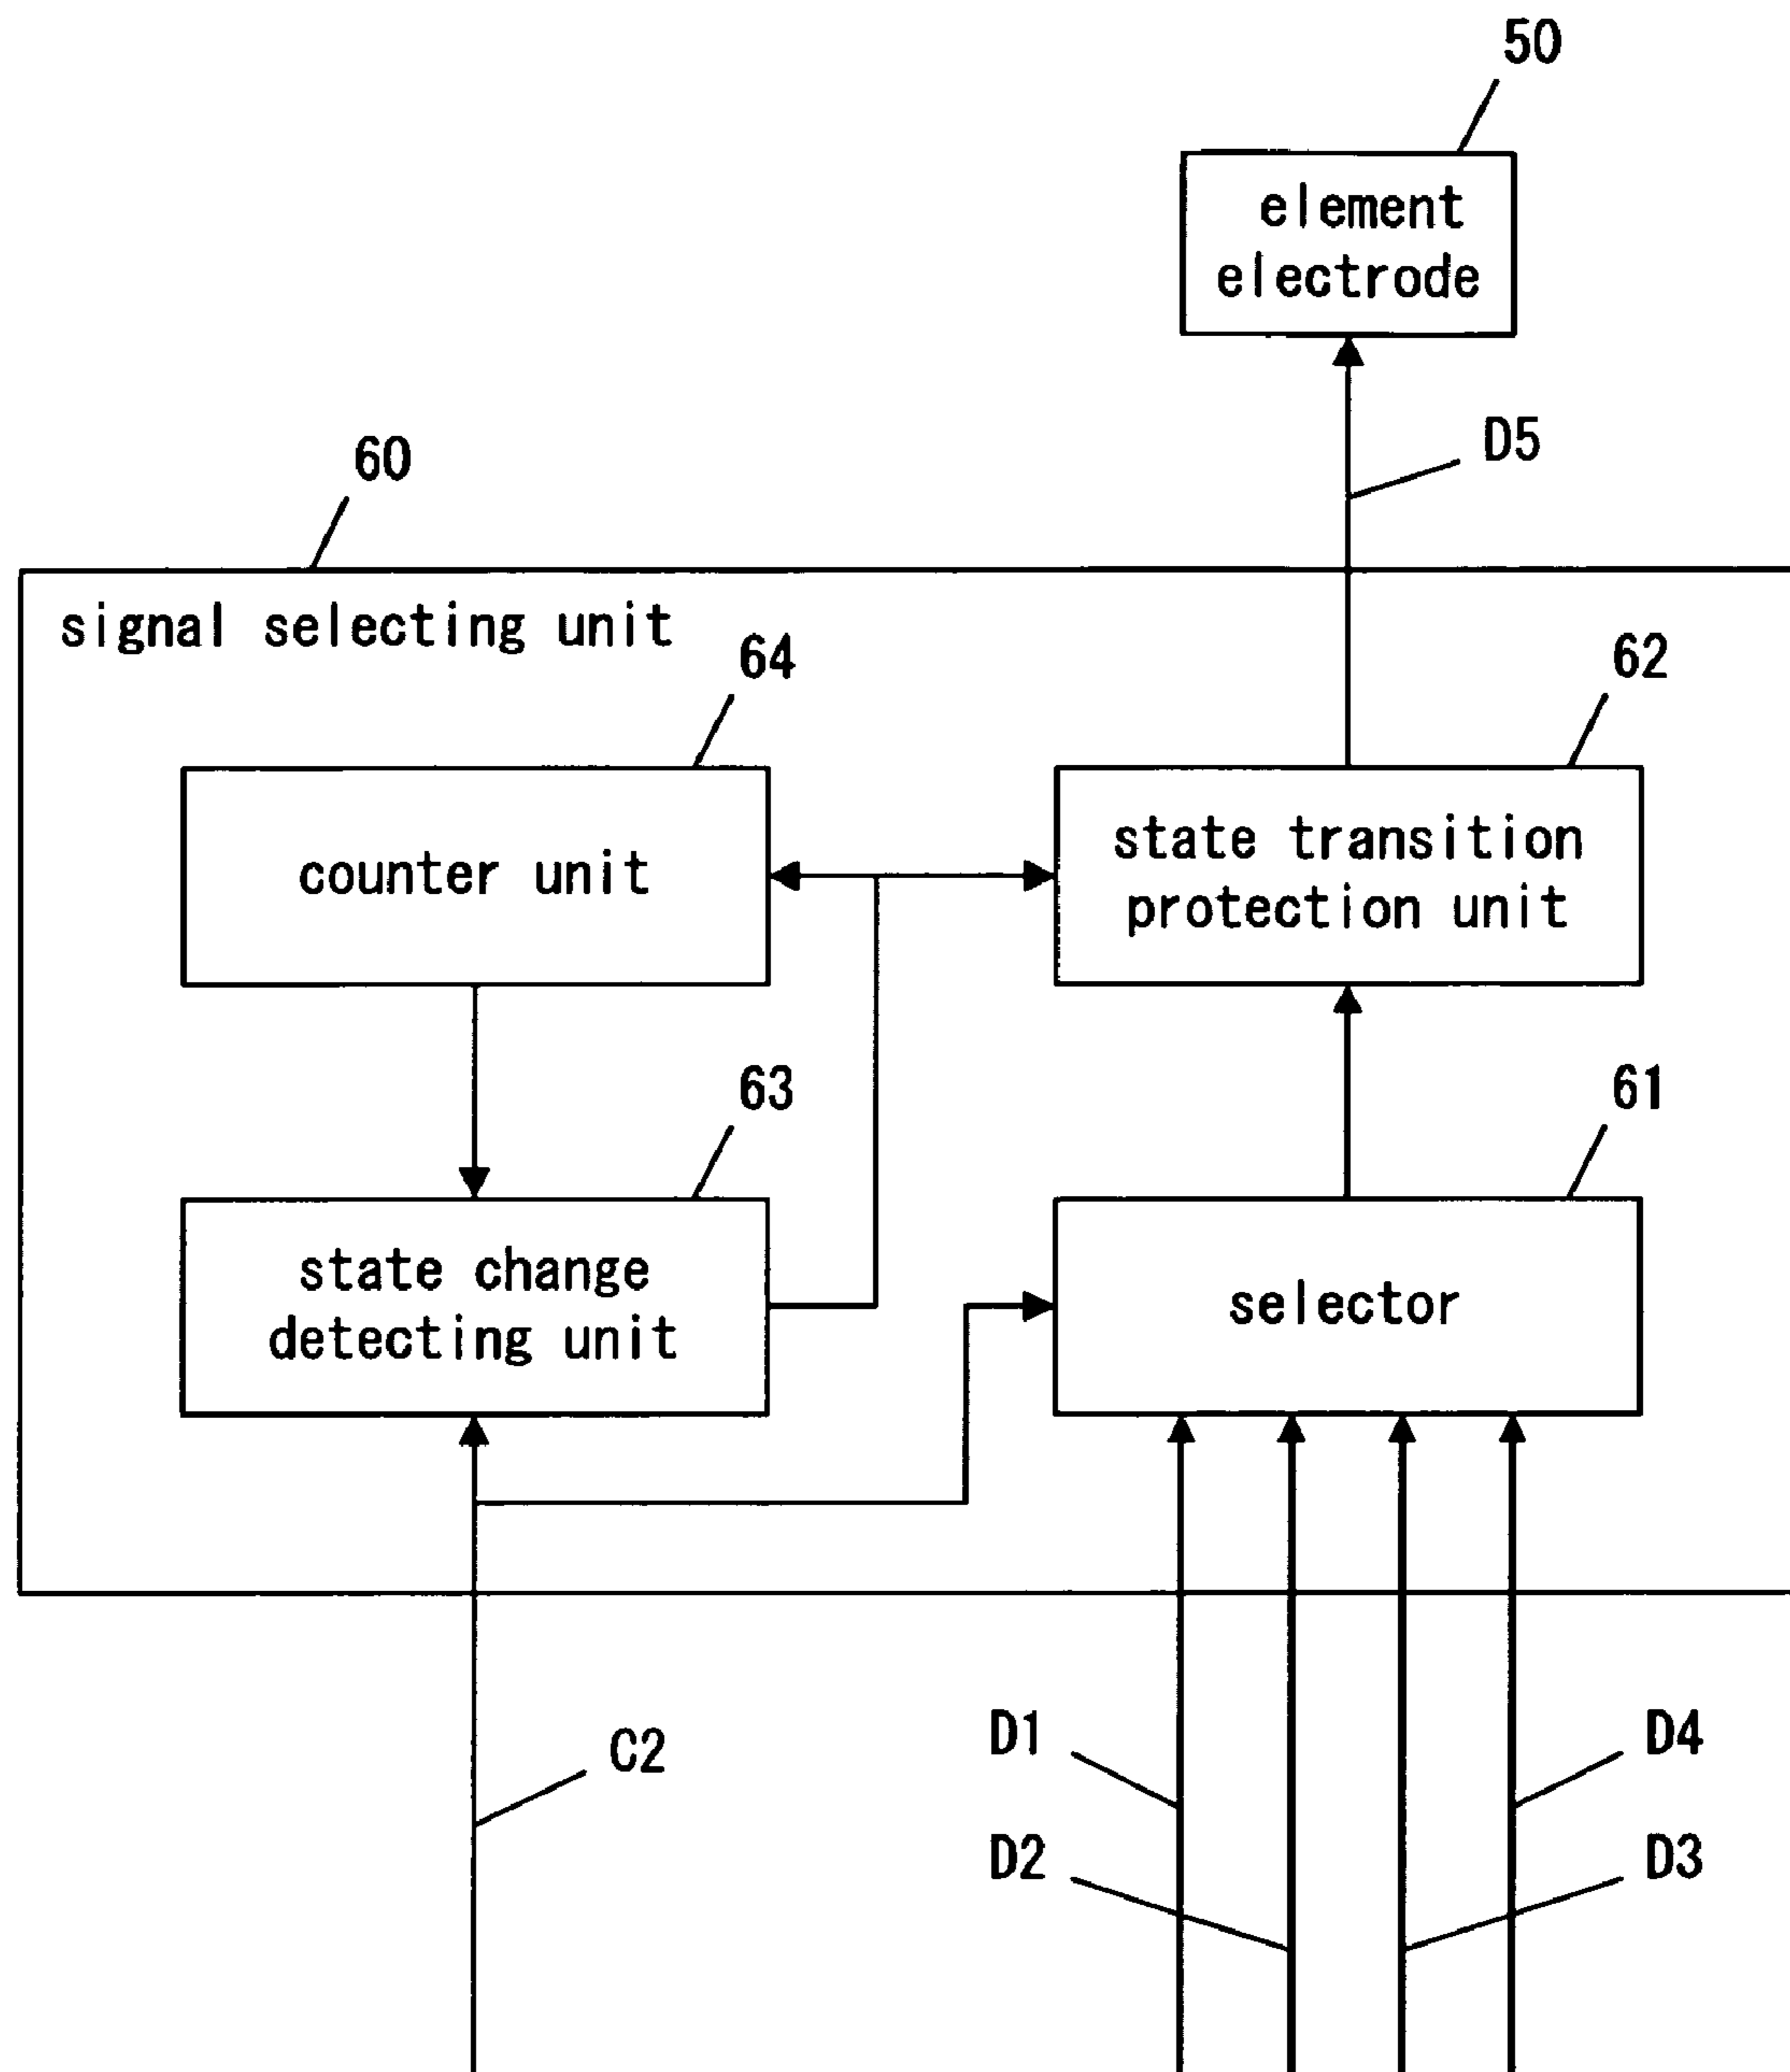 50
element
electrode
D5
60
signal selecting unit
64
62
counter unit
state transition
protection unit
63
61
state change
detecting unit
selector
C2
D1
D4
D2
D3